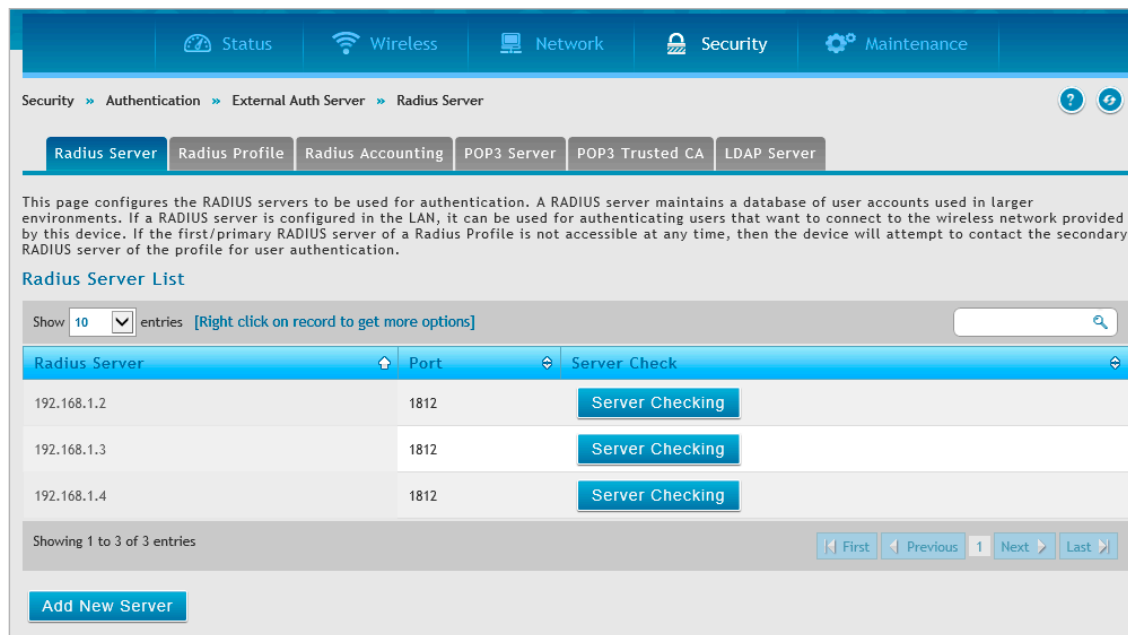 Status Wireless Network Security Maintenance
Security » Authentication » External Auth Server » Radius Server ?
Radius Server Radius Profile Radius Accounting POP3 Server POP3 Trusted CA LDAP Server
This page configures the RADIUS servers to be used for authentication. A RADIUS server maintains a database of user accounts used in larger
environments. If a RADIUS server is configured in the LAN, it can be used for authenticating users that want to connect to the wireless network provided
by this device. If the first/primary RADIUS server of a Radius Profile is not accessible at any time, then the device will attempt to contact the secondary
RADIUS server of the profile for user authentication.
Radius Server List
Show 10 entries [Right click on record to get more options]
Radius Server Port Server Check
192.168.1.2 1812 Server Checking
192.168.1.3 1812 Server Checking
192.168.1.4 1812 Server Checking
Showing 1 to 3 of 3 entries First Previous 1 Next Last
Add New Server